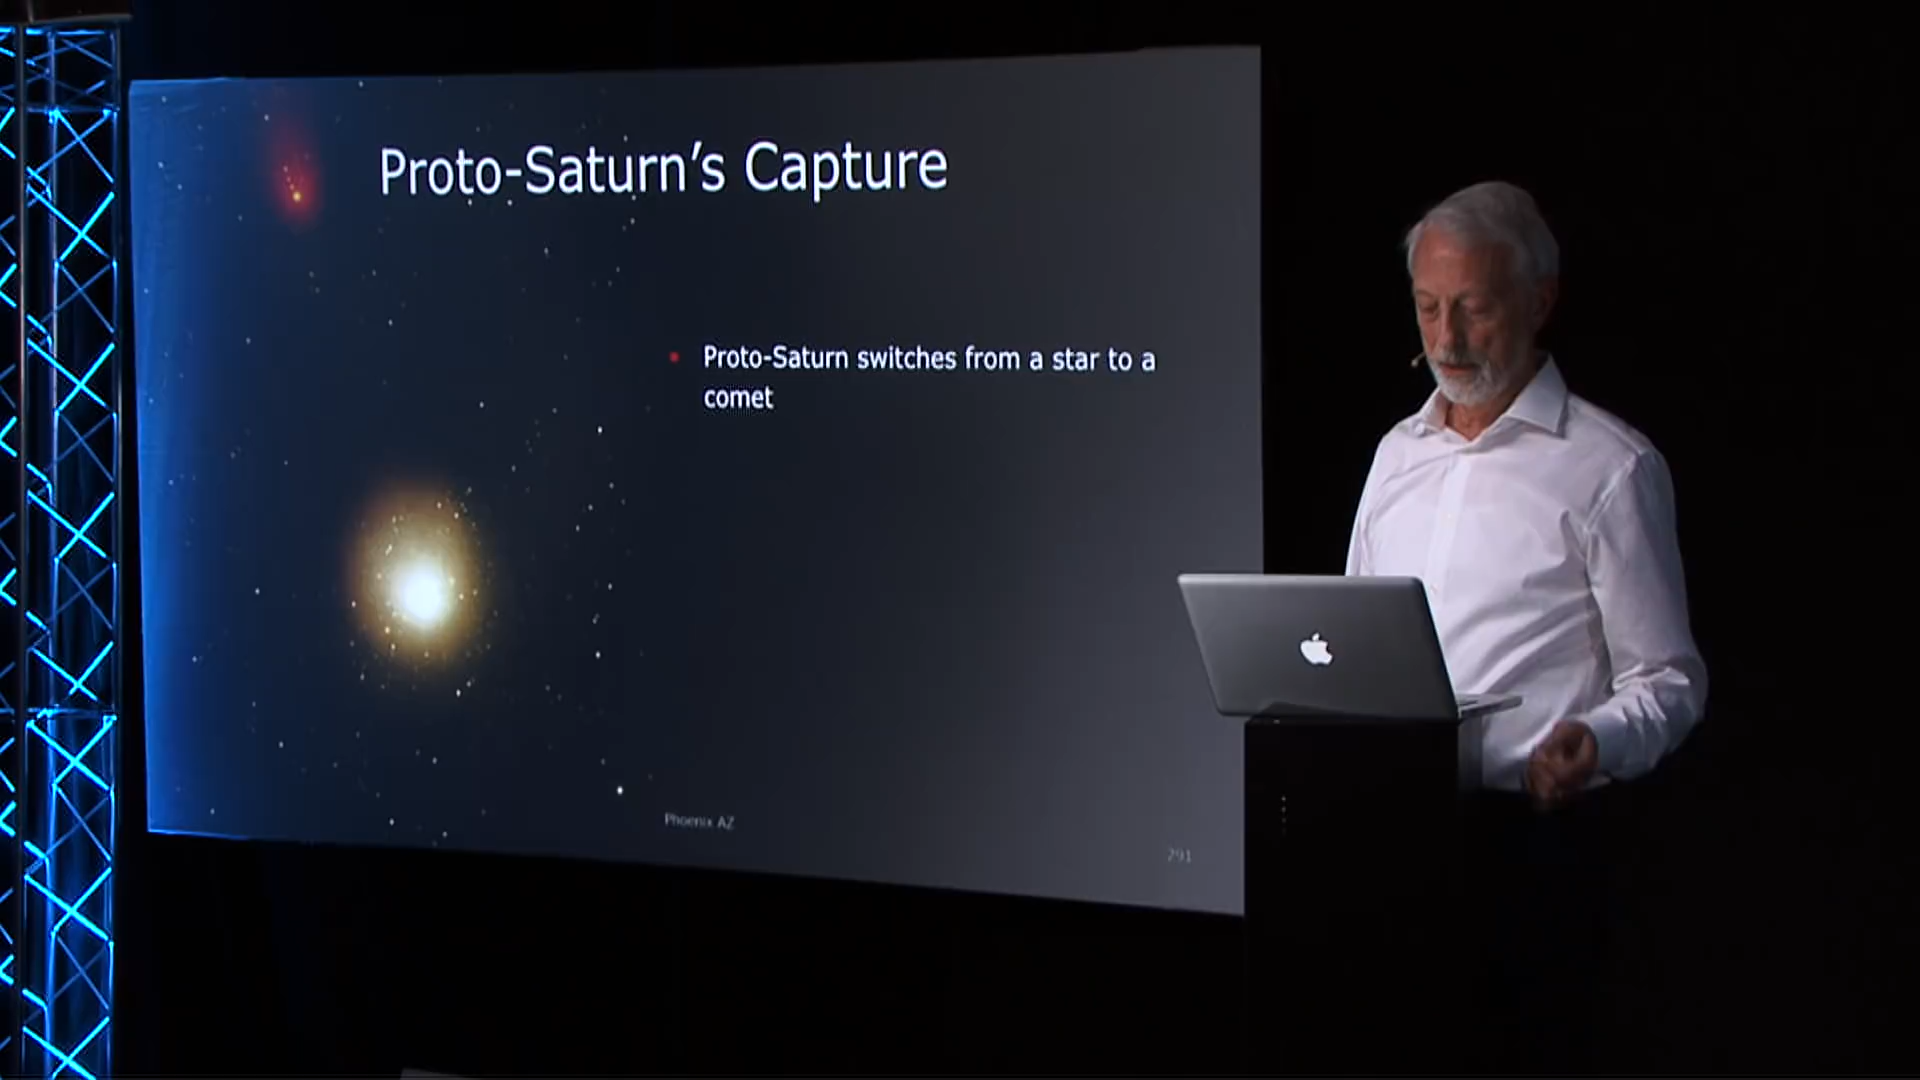 Proto-Saturn’s Capture
Proto-Saturn switches from a star to a
comet
Phoenix AZ
291